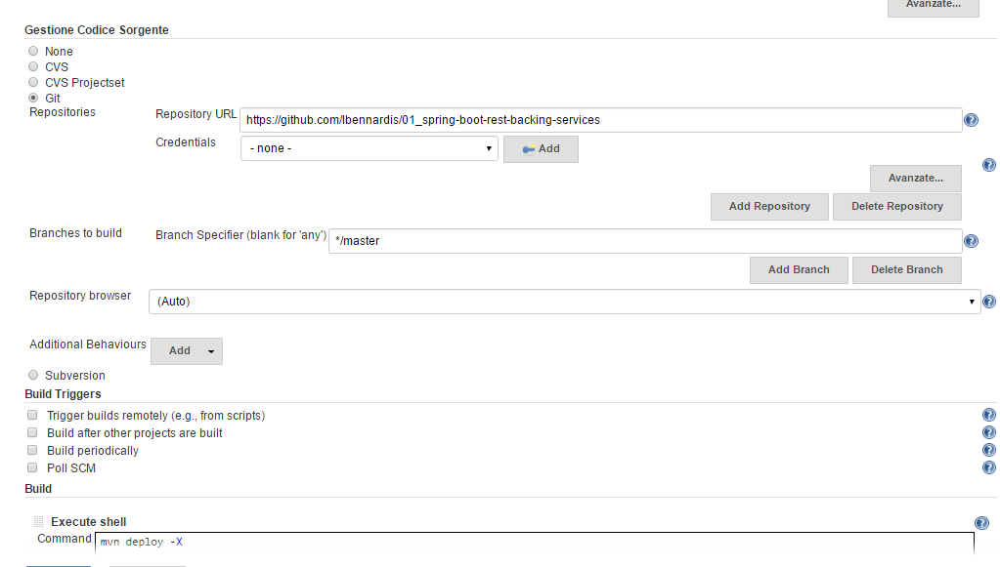 Avanzate...
Gestione Codice Sorgente
None
CVS
CVS Projectset
Git
Repositories
Repository URL https://github.com/lbennardis/01_spring-boot-rest-backing-services
Credentials - none - Add
Avanzate...
Add Repository Delete Repository
Branches to build Branch Specifier (blank for 'any') */master
Add Branch Delete Branch
Repository browser (Auto)
Additional Behaviours Add
Subversion
Build Triggers
Trigger builds remotely (e.g., from scripts)
Build after other projects are built
Build periodically
Poll SCM
Build
Execute shell
Command mvn deploy -X